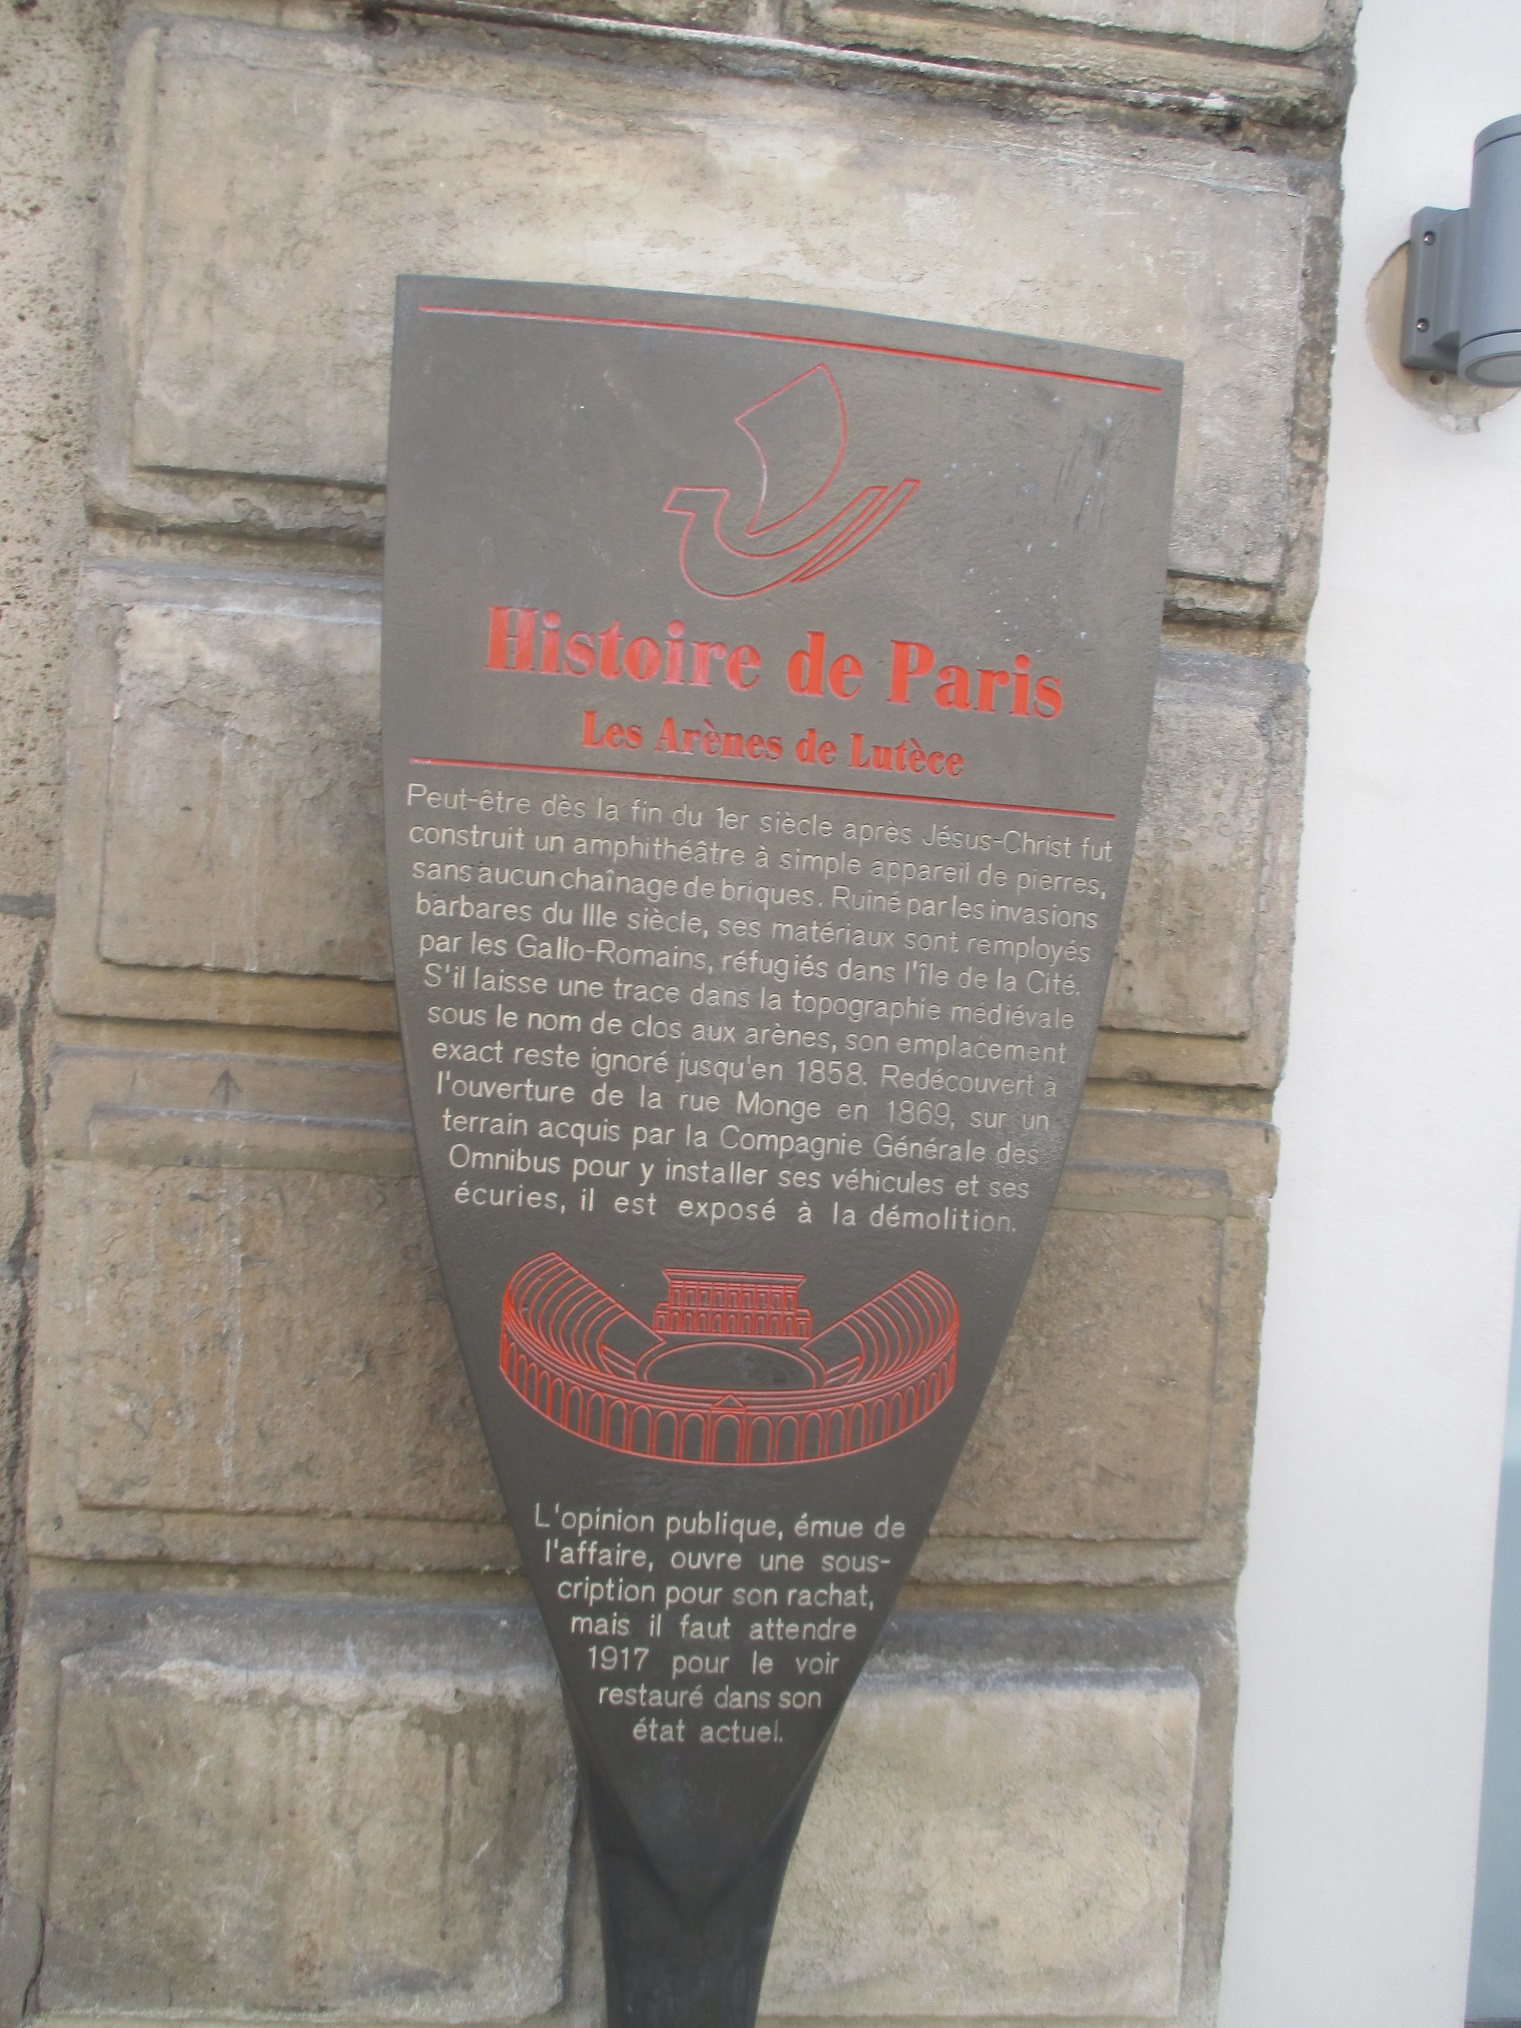 Histoire de Paris
Les Arènes de Lutèce
Peut-être dès la fin du 1er siècle après Jésus-Christ fut
construit un amphithéâtre à simple appareil de pierres,
sans aucun chaînage de briques. Ruiné par les invasions
barbares du IIIe siècle, ses matériaux sont remployés
par les Gallo-Romains, réfugiés dans l'île de la Cité.
S'il laisse une trace dans la topographie médiévale
sous le nom de clos aux arènes, son emplacement
exact reste ignoré jusqu'en 1858. Redécouvert à
l'ouverture de la rue Monge en 1869, sur un
terrain acquis par la Compagnie Générale des
Omnibus pour y installer ses véhicules et ses
écuries, il est exposé à la démolition.
L'opinion publique, émue de
l'affaire, ouvre une sous-
cription pour son rachat,
mais il faut attendre
1917 pour le voir
restauré dans son
état actuel.